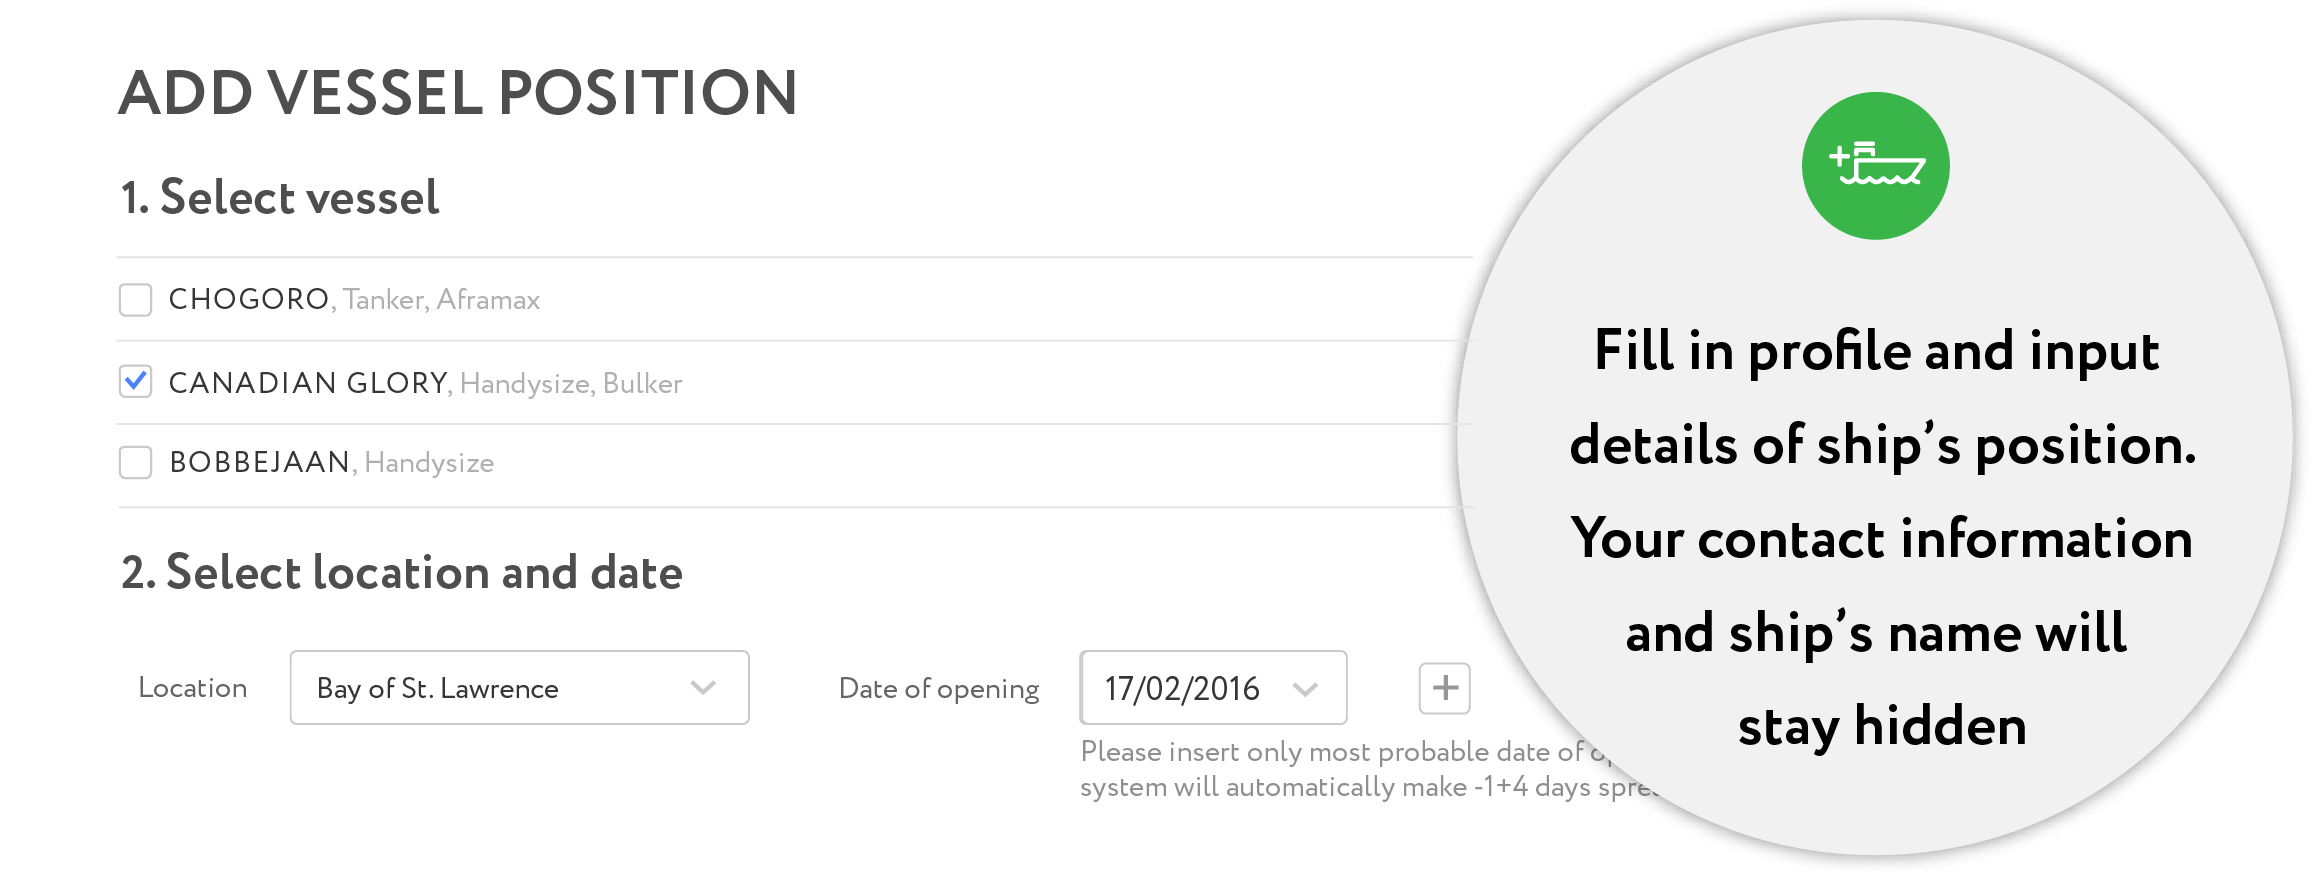 ADD VESSEL POSITION
1. Select vessel
CHOGORO, Tanker, Aframax
CANADIAN GLORY, Handysize, Bulker
BOBBEJAAN, Handysize
2. Select location and date
Location
Bay of St. Lawrence
Date of opening
17/02/2016
Please insert only most probable date of
system will automatically make -1+4 days
Fill in profile and input
details of ship’s position.
Your contact information
and ship’s name will
stay hidden